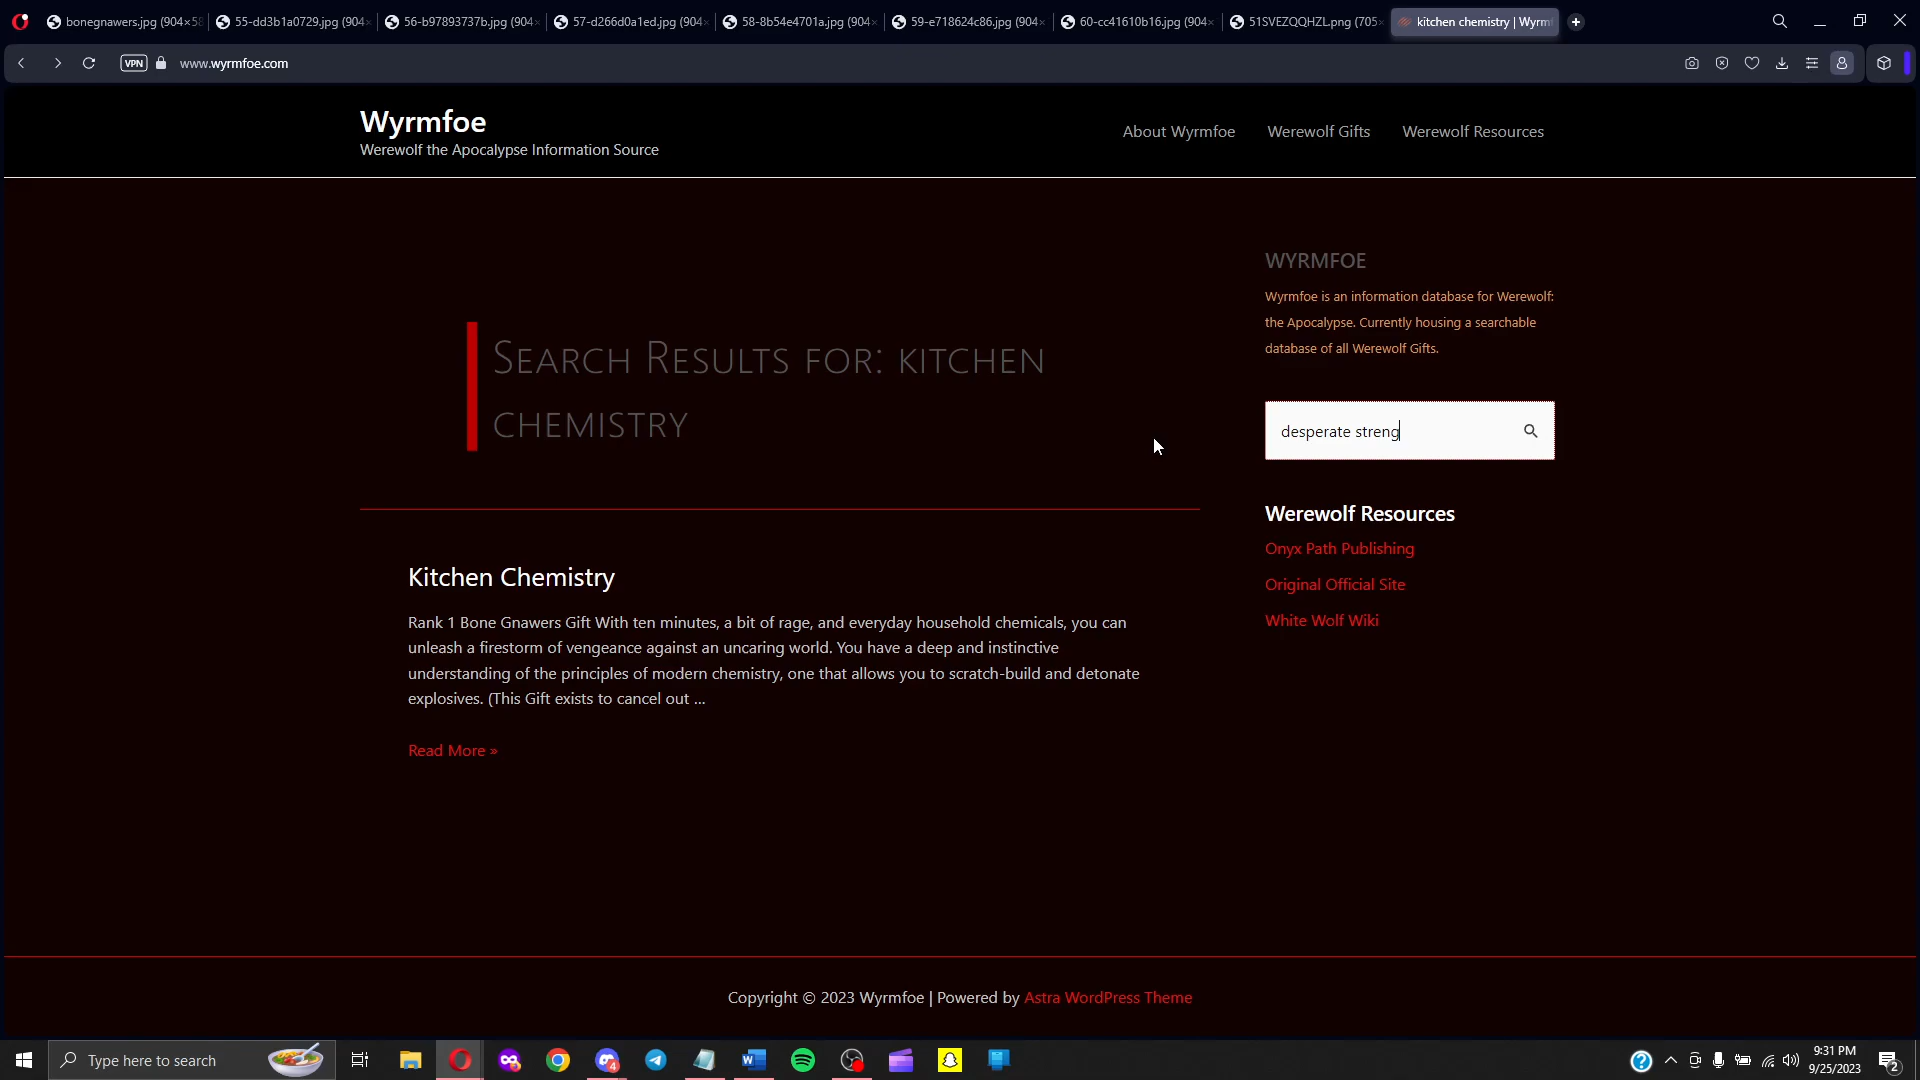 bonegnawers.jpg (904×58
55-dd3b1a0729.jpg (904
56-b97893737b.jpg (904
57-d266d0a1ed.jpg (904
58-8b54e4701a.jpg (904
59-e718624c86.jpg (904
60-cc41610b16.jpg (904
51SVEZQQHZL.png (705
kitchen chemistry | Wyrmf
VPN
www.wyrmfoe.com
Wyrmfoe
Werewolf the Apocalypse Information Source
About Wyrmfoe
Werewolf Gifts
Werewolf Resources
Search Results for: kitchen
chemistry
Kitchen Chemistry
Rank 1 Bone Gnawers Gift With ten minutes, a bit of rage, and everyday household chemicals, you can
unleash a firestorm of vengeance against an uncaring world. You have a deep and instinctive
understanding of the principles of modern chemistry, one that allows you to scratch-build and detonate
explosives. (This Gift exists to cancel out ...
Read More »
WYRMFOE
Wyrmfoe is an information database for Werewolf:
the Apocalypse. Currently housing a searchable
database of all Werewolf Gifts.
desperate streng
Werewolf Resources
Onyx Path Publishing
Original Official Site
White Wolf Wiki
Copyright © 2023 Wyrmfoe | Powered by Astra WordPress Theme
Type here to search
4
9:31 PM
9/25/2023
2